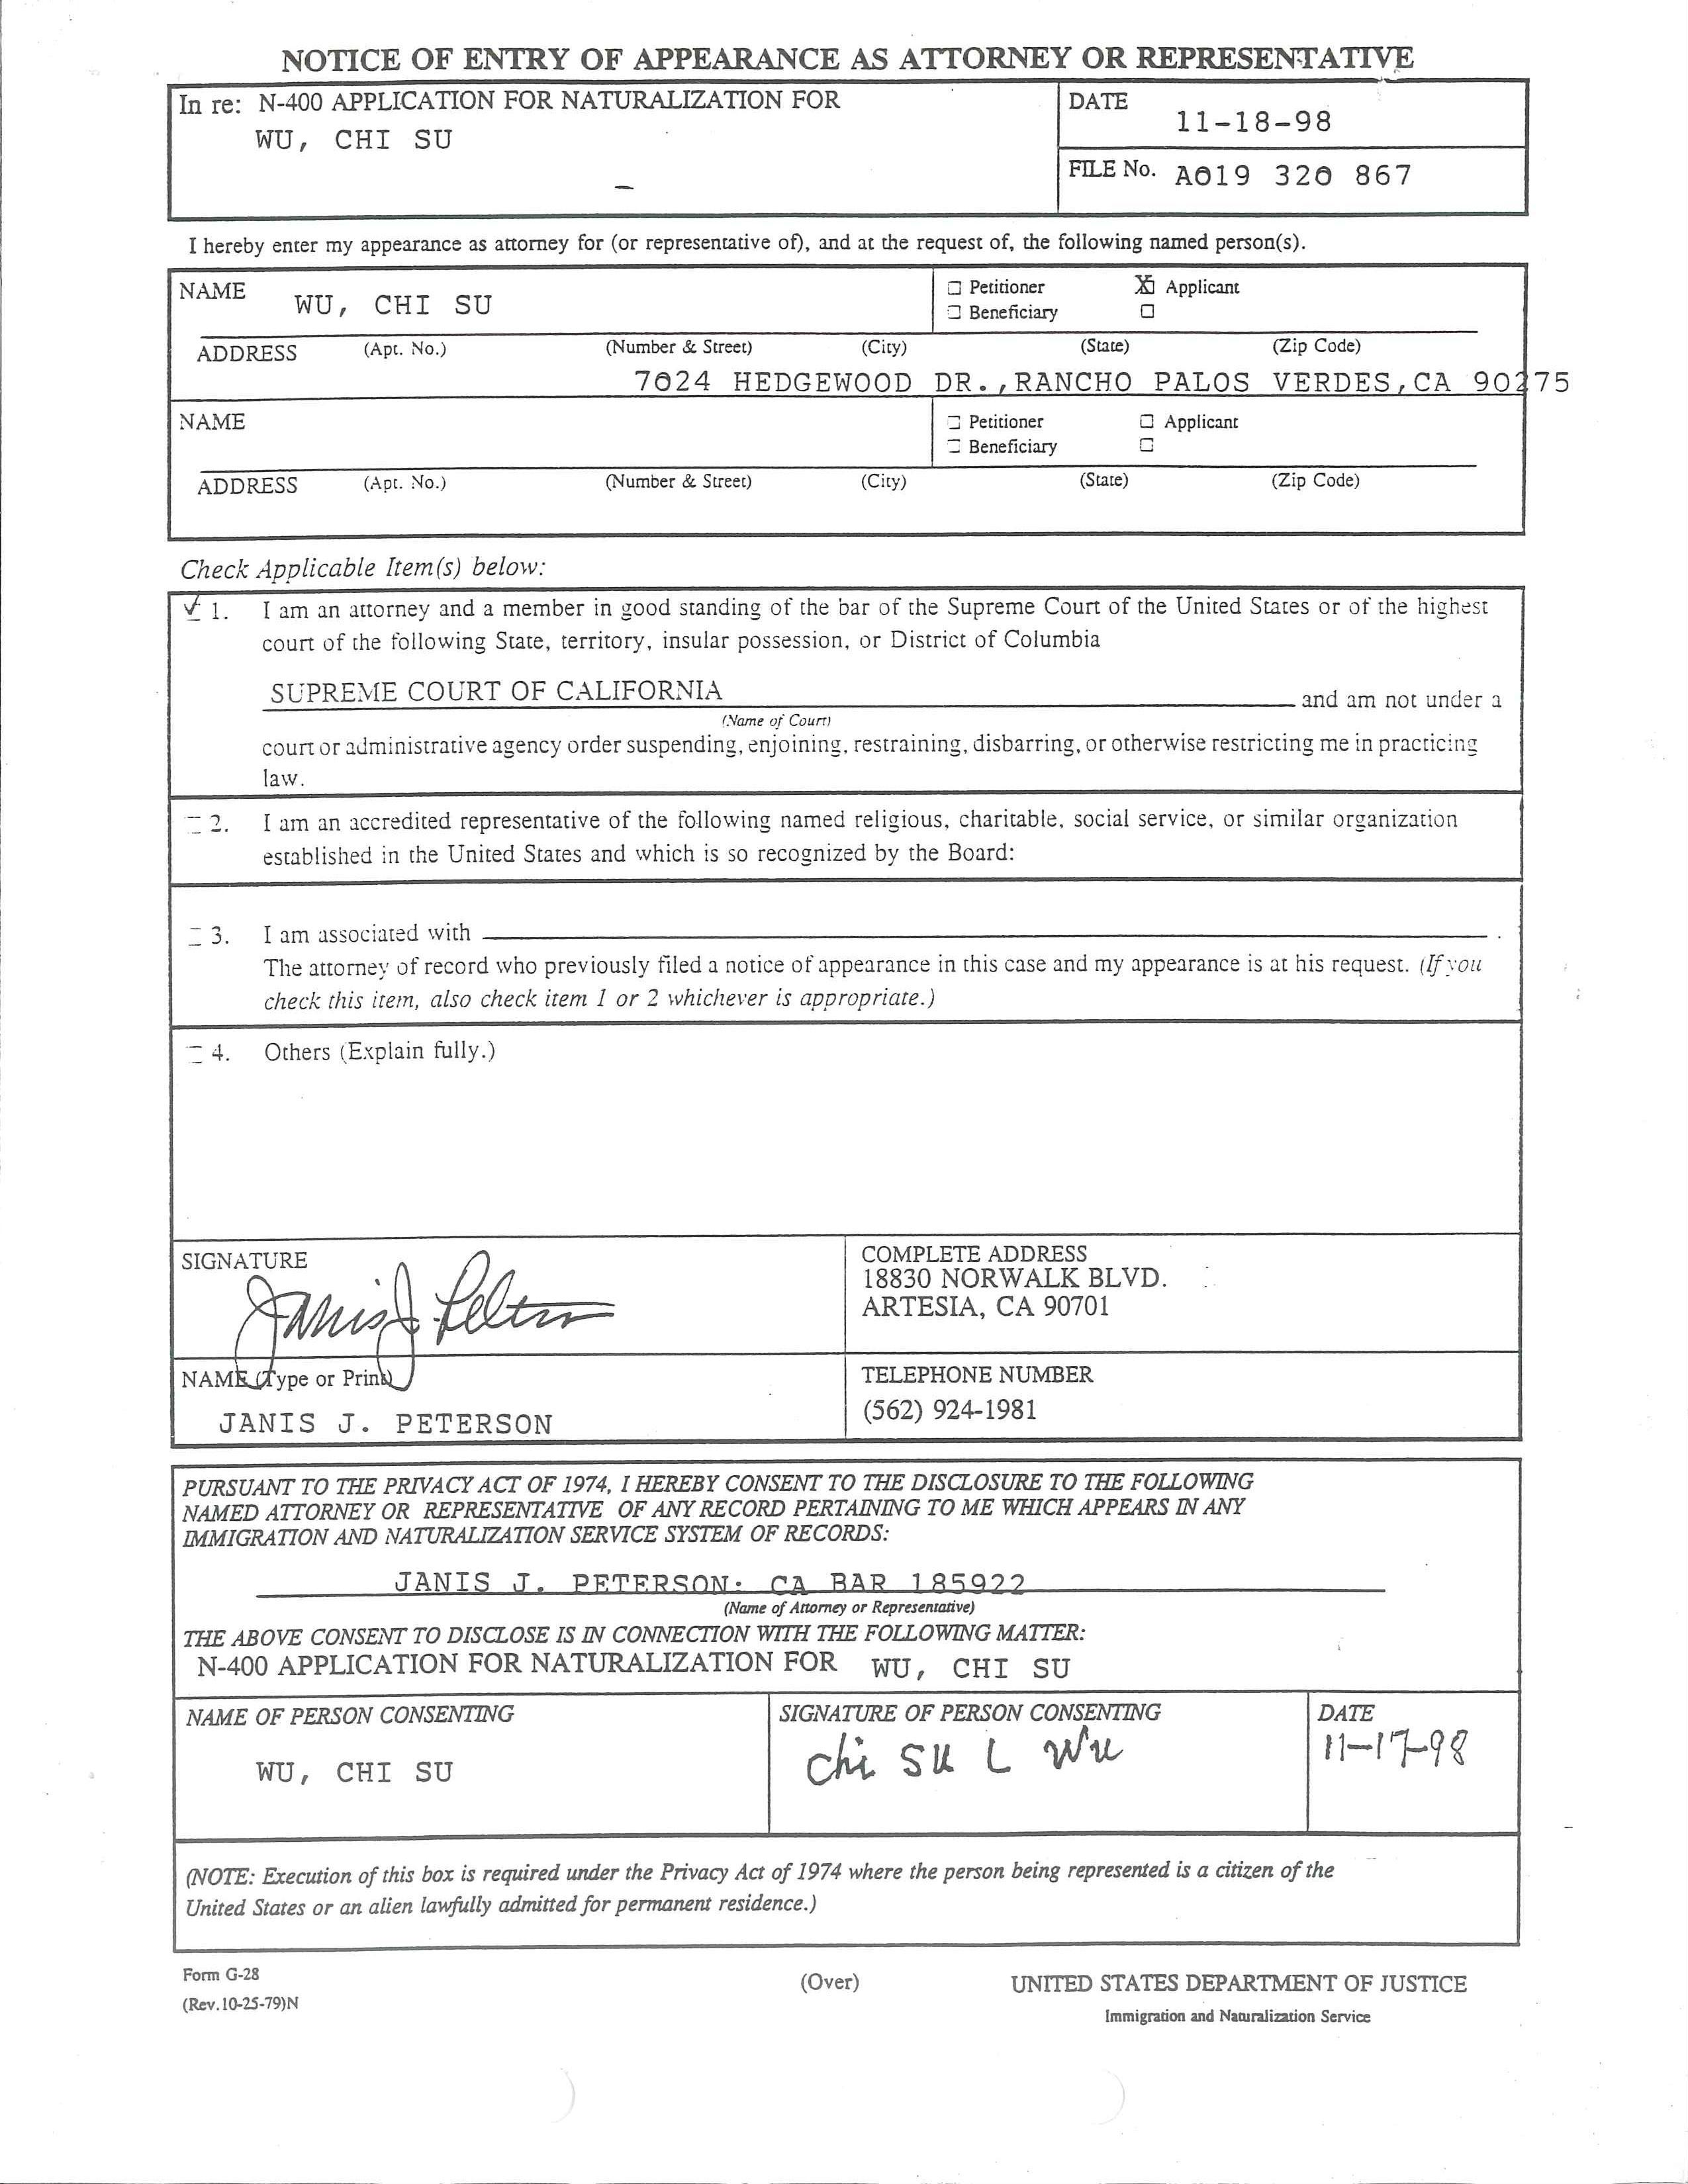 NOTICE OF ENTRY OF APPEARANCE AS ATTORNEY OR REPRESENTATIVE
In re: N-400 APPLICATION FOR NATURALIZATION FOR
WU, CHI SU
DATE
11-18-98
FILE No. A019 320 867
I hereby enter my appearance as attorney for (or representative of), and at the request of, the following named person(s).
NAME
WU, CHI SU
☐ Petitioner ☒ Applicant
☐ Beneficiary ☐
ADDRESS (Apt. No.) (Number & Street) (City) (State) (Zip Code)
7024 HEDGEWOOD DR.,RANCHO PALOS VERDES,CA 90275
NAME
☐ Petitioner ☐ Applicant
☐ Beneficiary ☐
ADDRESS (Apt. No.) (Number & Street) (City) (State) (Zip Code)
Check Applicable Item(s) below:
✓ 1. I am an attorney and a member in good standing of the bar of the Supreme Court of the United States or of the highest
court of the following State, territory, insular possession, or District of Columbia
SUPREME COURT OF CALIFORNIA and am not under a
(Name of Court)
court or administrative agency order suspending, enjoining, restraining, disbarring, or otherwise restricting me in practicing
law.
☐ 2. I am an accredited representative of the following named religious, charitable, social service, or similar organization
established in the United States and which is so recognized by the Board:
☐ 3. I am associated with .
The attorney of record who previously filed a notice of appearance in this case and my appearance is at his request. (If you
check this item, also check item 1 or 2 whichever is appropriate.)
☐ 4. Others (Explain fully.)
SIGNATURE
Janis J Peterson
COMPLETE ADDRESS
18830 NORWALK BLVD.
ARTESIA, CA 90701
NAME (Type or Print)
JANIS J. PETERSON
TELEPHONE NUMBER
(562) 924-1981
PURSUANT TO THE PRIVACY ACT OF 1974, I HEREBY CONSENT TO THE DISCLOSURE TO THE FOLLOWING
NAMED ATTORNEY OR REPRESENTATIVE OF ANY RECORD PERTAINING TO ME WHICH APPEARS IN ANY
IMMIGRATION AND NATURALIZATION SERVICE SYSTEM OF RECORDS:
JANIS J. PETERSON: CA BAR 185922
(Name of Attorney or Representative)
THE ABOVE CONSENT TO DISCLOSE IS IN CONNECTION WITH THE FOLLOWING MATTER:
N-400 APPLICATION FOR NATURALIZATION FOR WU, CHI SU
NAME OF PERSON CONSENTING
WU, CHI SU
SIGNATURE OF PERSON CONSENTING
Chi SU L Wu
DATE
11-17-98
(NOTE: Execution of this box is required under the Privacy Act of 1974 where the person being represented is a citizen of the
United States or an alien lawfully admitted for permanent residence.)
Form G-28
(Rev.10-25-79)N
(Over)
UNITED STATES DEPARTMENT OF JUSTICE
Immigration and Naturalization Service